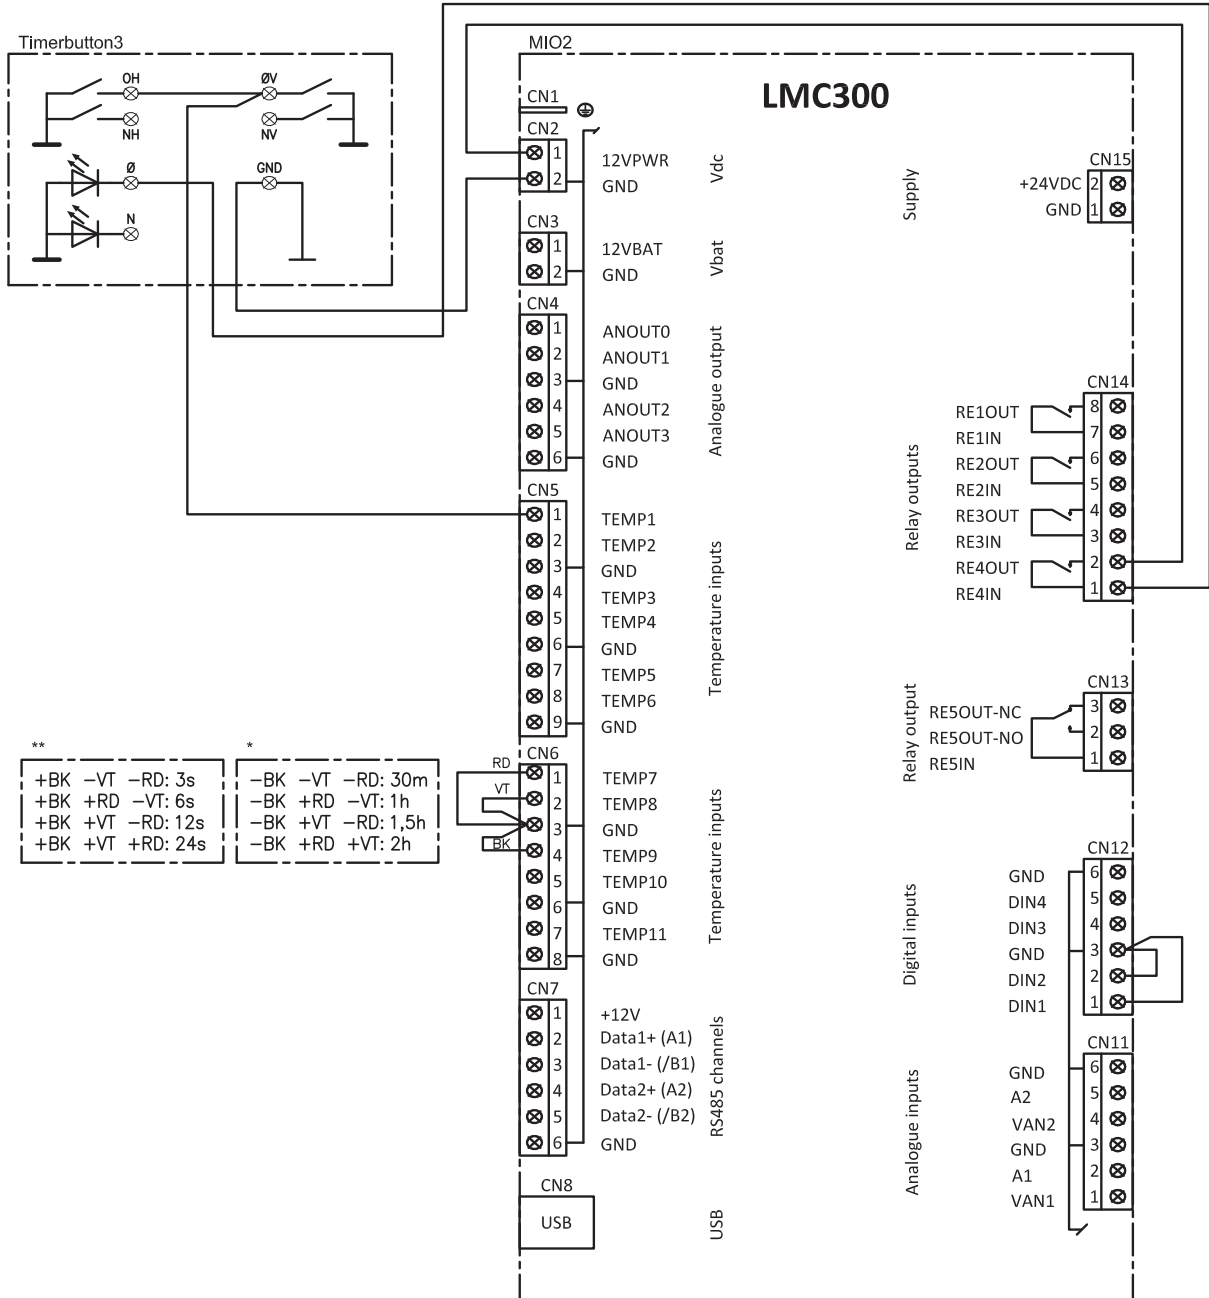 Timerbutton3
OH
ØV
NH
NV
Ø
GND
N
MIO2
LMC300
CN1
CN2
1 12VPWR
2 GND
Vdc
CN3
1 12VBAT
2 GND
Vbat
CN4
1 ANOUT0
2 ANOUT1
3 GND
4 ANOUT2
5 ANOUT3
6 GND
Analogue output
CN5
1 TEMP1
2 TEMP2
3 GND
4 TEMP3
5 TEMP4
6 GND
7 TEMP5
8 TEMP6
9 GND
Temperature inputs
**
+BK -VT -RD: 3s
+BK +RD -VT: 6s
+BK +VT -RD: 12s
+BK +VT +RD: 24s
*
-BK -VT -RD: 30m
-BK +RD -VT: 1h
-BK +VT -RD: 1,5h
-BK +RD +VT: 2h
RD
VT
BK
CN6
1 TEMP7
2 TEMP8
3 GND
4 TEMP9
5 TEMP10
6 GND
7 TEMP11
8 GND
Temperature inputs
CN7
1 +12V
2 Data1+ (A1)
3 Data1- (/B1)
4 Data2+ (A2)
5 Data2- (/B2)
6 GND
RS485 channels
CN8
USB
USB
CN15
Supply
+24VDC 2
GND 1
CN14
Relay outputs
RE1OUT 8
RE1IN 7
RE2OUT 6
RE2IN 5
RE3OUT 4
RE3IN 3
RE4OUT 2
RE4IN 1
CN13
Relay output
RE5OUT-NC 3
RE5OUT-NO 2
RE5IN 1
CN12
Digital inputs
GND 6
DIN4 5
DIN3 4
GND 3
DIN2 2
DIN1 1
CN11
Analogue inputs
GND 6
A2 5
VAN2 4
GND 3
A1 2
VAN1 1